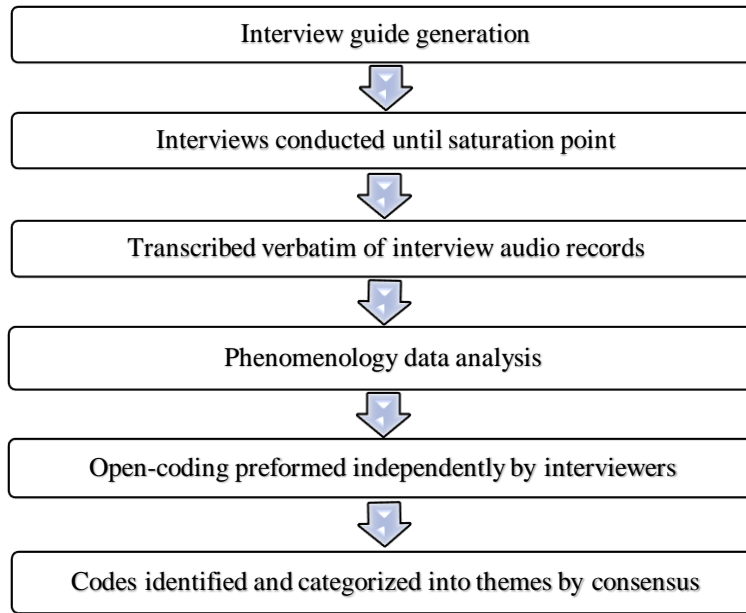 Interview guide generation
Interviews conducted until saturation point
Transcribed verbatim of interview audio records
Phenomenology data analysis
Open-coding preformed independently by interviewers
Codes identified and categorized into themes by consensus